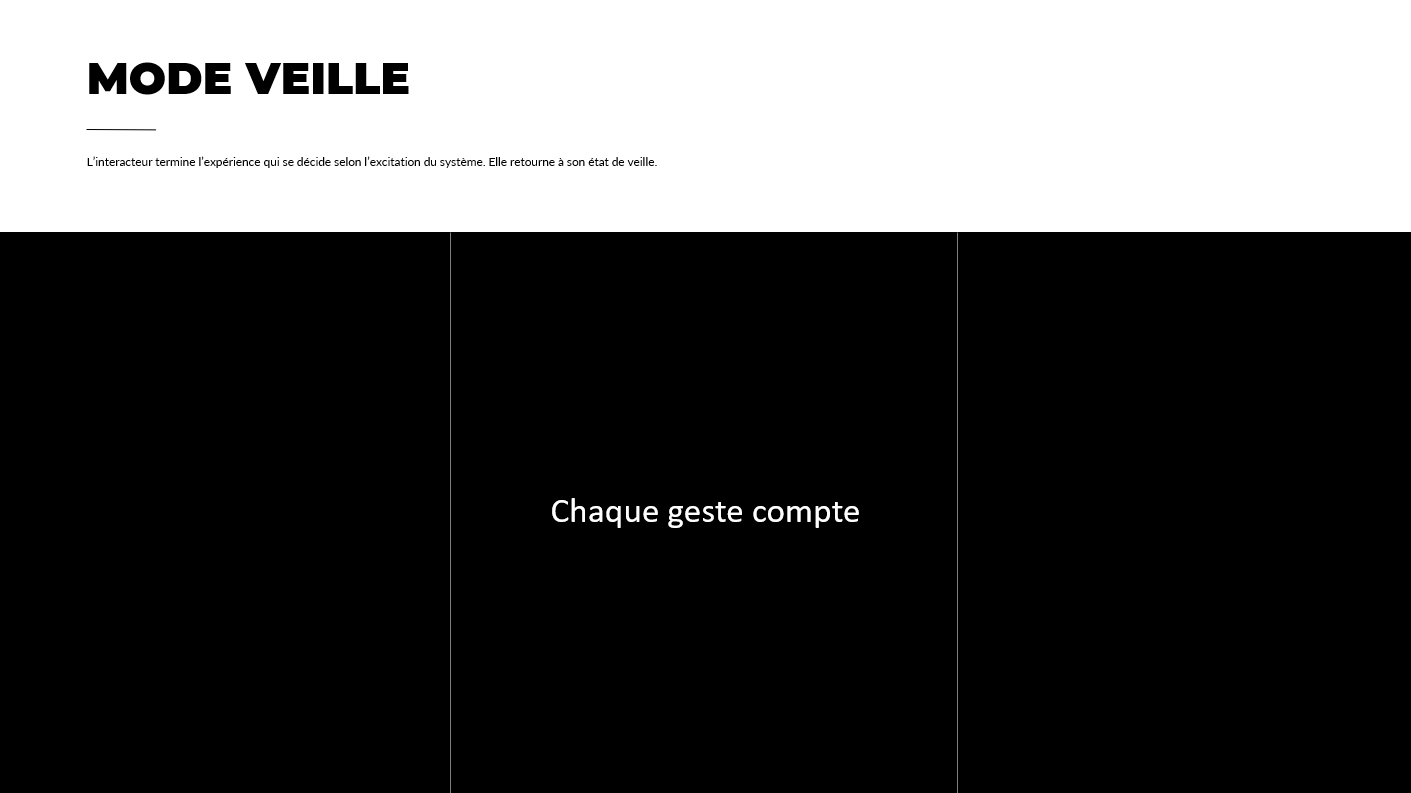 MODE VEILLE
L’interacteur termine l’expérience qui se décide selon l’excitation du système. Elle retourne à son état de veille.
Chaque geste compte